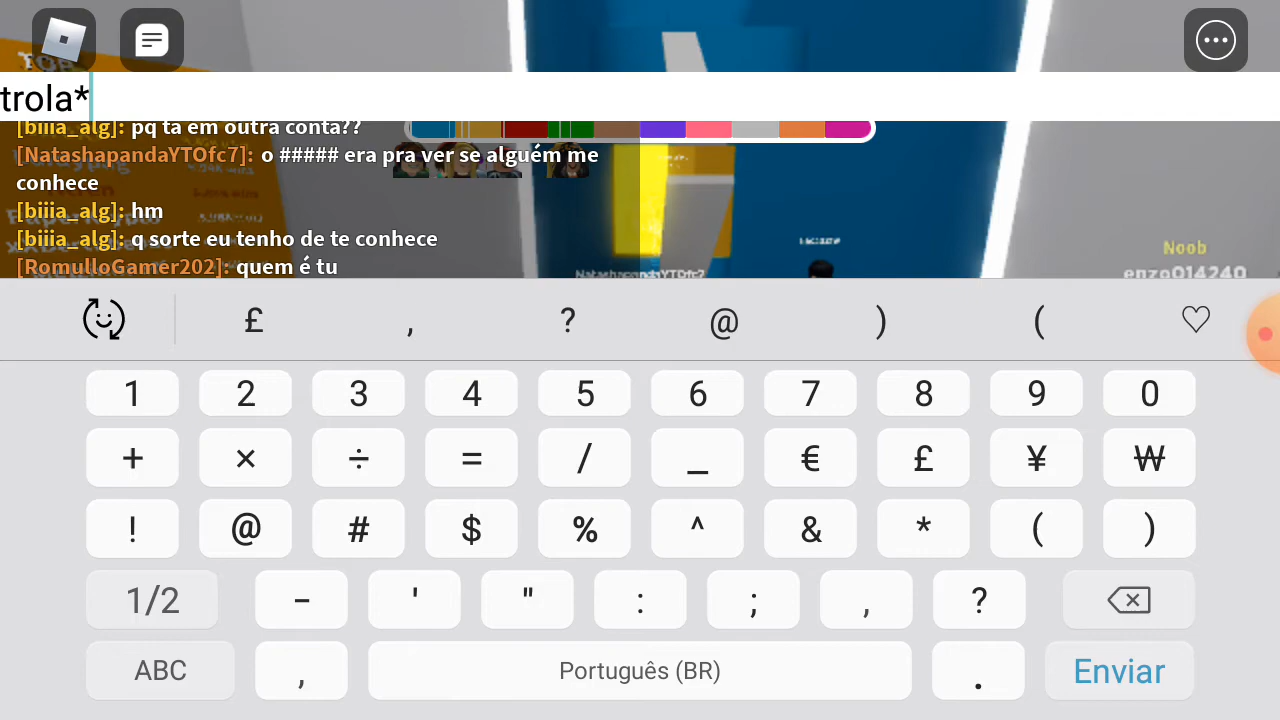 trola*
[biiia_alg]: pq ta em outra conta??
[NatashapandaYTOfc7]: o ##### era pra ver se alguém me
conhece
[biiia_alg]: hm
[biiia_alg]: q sorte eu tenho de te conhece
[RomulloGamer202]: quem é tu
NatashapandaYTOfc7
Noob
enzo014240
£ , ? @ ) ( ♡
1 2 3 4 5 6 7 8 9 0
+ × ÷ = / _ € £ ¥ ₩
! @ # $ % ^ & * ( )
1/2 - ' " : ; , ?
ABC , Português (BR) . Enviar